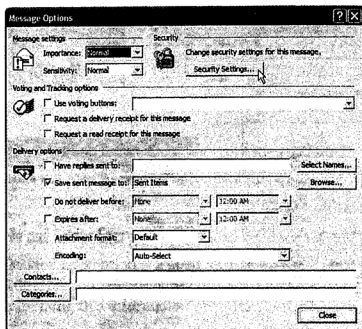 Message Options
Message settings
Importance: Normal
Sensitivity: Normal
Security
Change security settings for this message.
Security Settings...
Voting and Tracking options
Use voting buttons:
Request a delivery receipt for this message
Request a read receipt for this message
Delivery options
Have replies sent to:
Select Names...
Save sent message to: Sent Items
Browse...
Do not deliver before: None 12:00 AM
Expires after: None 12:00 AM
Attachment format: Default
Encoding: Auto-Select
Contacts...
Categories...
Close